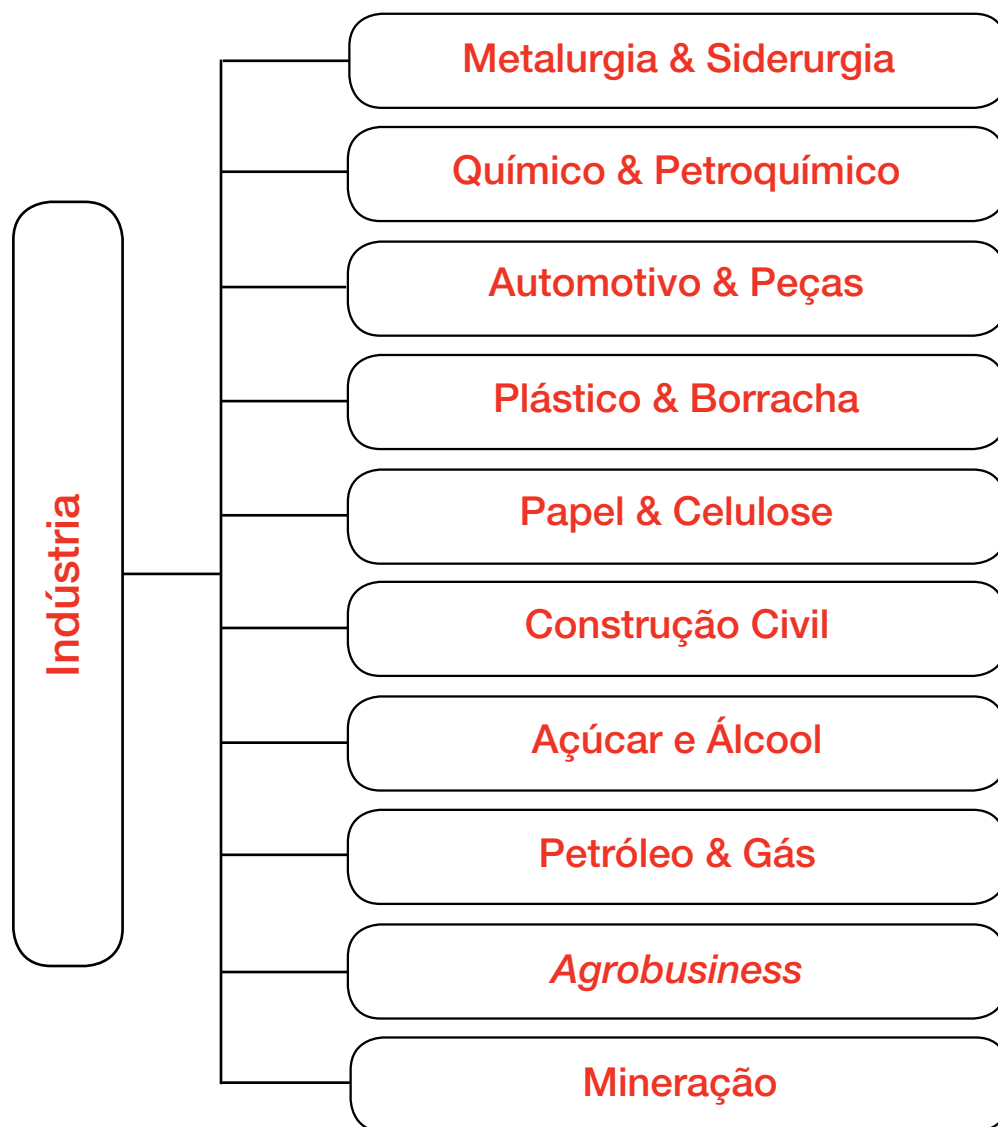 Indústria
Metalurgia & Siderurgia
Químico & Petroquímico
Automotivo & Peças
Plástico & Borracha
Papel & Celulose
Construção Civil
Açúcar e Álcool
Petróleo & Gás
Agrobusiness
Mineração